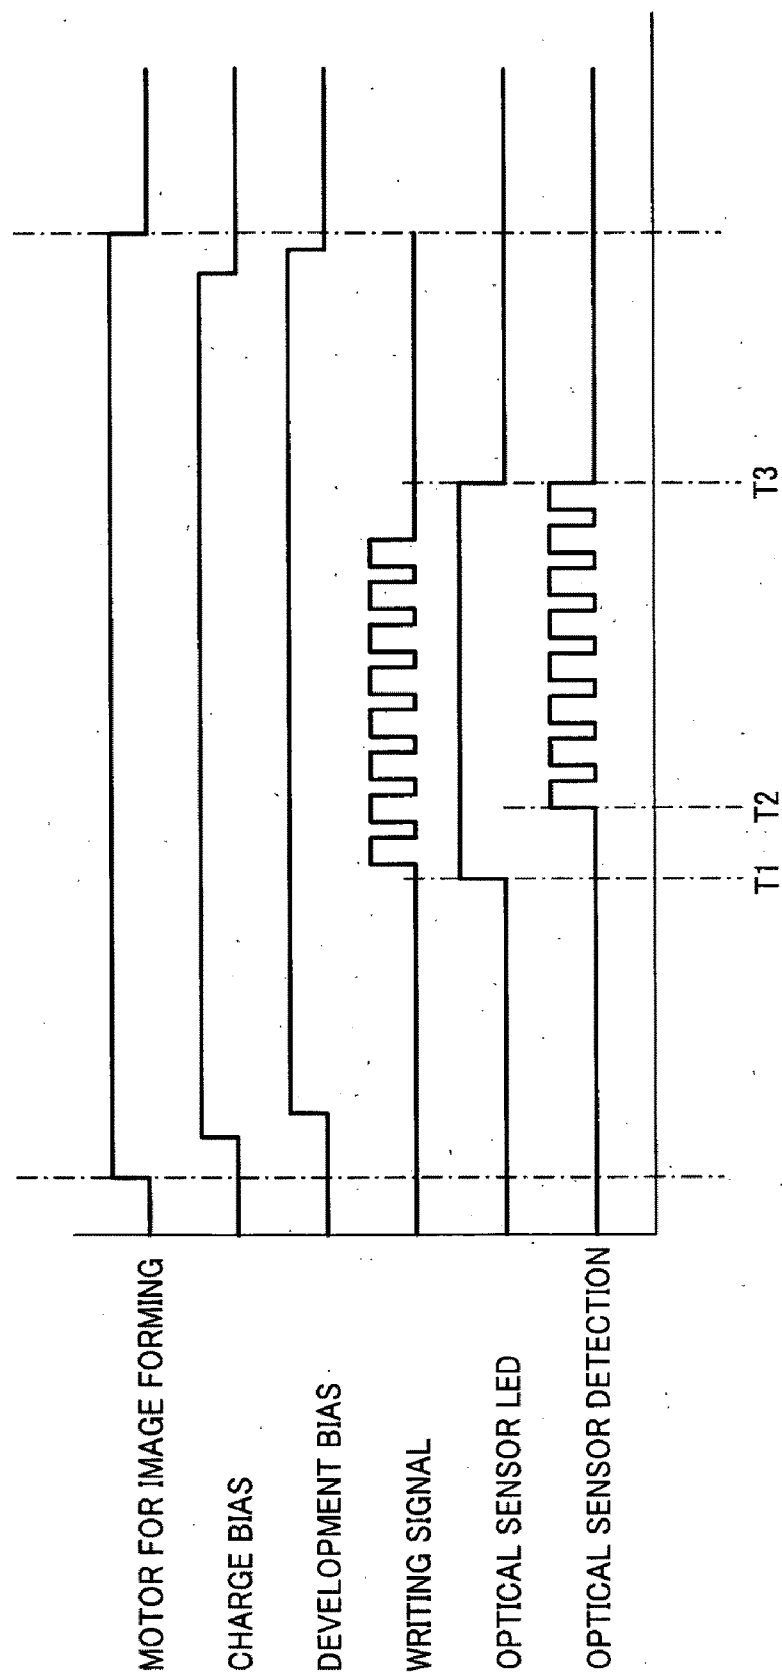 MOTOR FOR IMAGE FORMING
CHARGE BIAS
DEVELOPMENT BIAS
WRITING SIGNAL
OPTICAL SENSOR LED
OPTICAL SENSOR DETECTION
T1
T2
T3